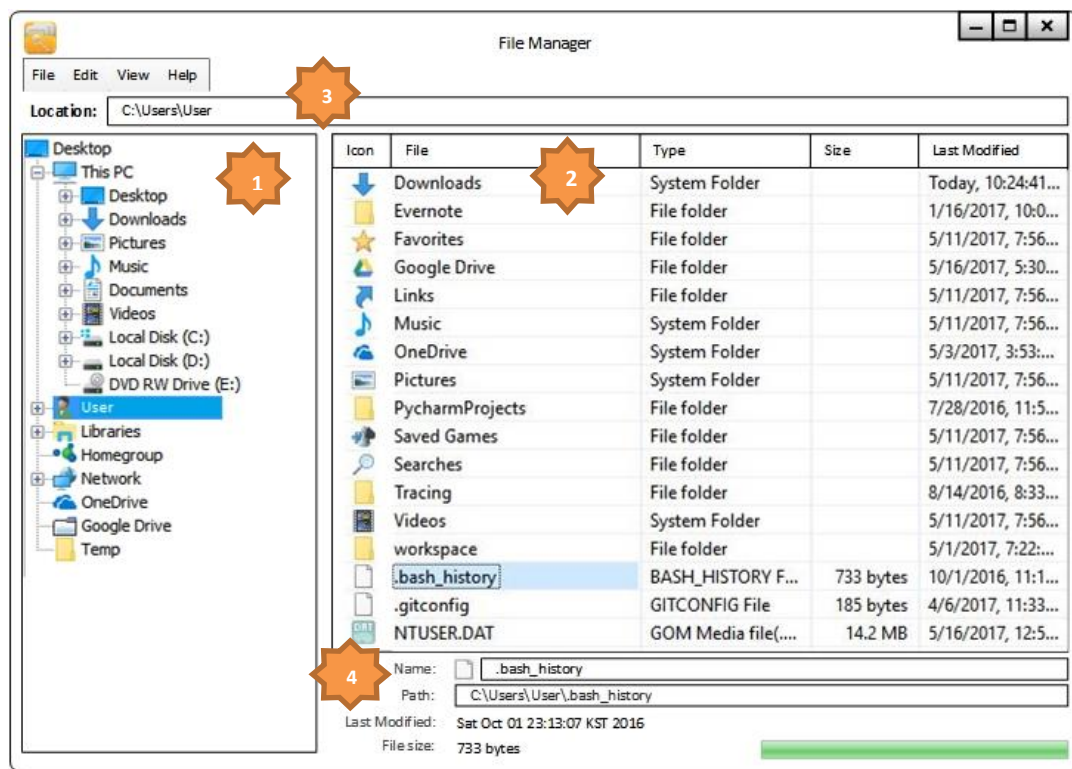 File Manager
File Edit View Help
3
Location: C:\Users\User
1
Desktop
This PC
Desktop
Downloads
Pictures
Music
Documents
Videos
Local Disk (C:)
Local Disk (D:)
DVD RW Drive (E:)
User
Libraries
Homegroup
Network
OneDrive
Google Drive
Temp
2
Icon File Type Size Last Modified
Downloads System Folder Today, 10:24:41...
Evernote File folder 1/16/2017, 10:0...
Favorites File folder 5/11/2017, 7:56...
Google Drive File folder 5/16/2017, 5:30...
Links File folder 5/11/2017, 7:56...
Music System Folder 5/11/2017, 7:56...
OneDrive System Folder 5/3/2017, 3:53:...
Pictures System Folder 5/11/2017, 7:56...
PycharmProjects File folder 7/28/2016, 11:5...
Saved Games File folder 5/11/2017, 7:56...
Searches File folder 5/11/2017, 7:56...
Tracing File folder 8/14/2016, 8:33...
Videos System Folder 5/11/2017, 7:56...
workspace File folder 5/1/2017, 7:22:...
.bash_history BASH_HISTORY F... 733 bytes 10/1/2016, 11:1...
.gitconfig GITCONFIG File 185 bytes 4/6/2017, 11:33...
DAT NTUSER.DAT GOM Media file(.... 14.2 MB 5/16/2017, 12:5...
4
Name: .bash_history
Path: C:\Users\User\.bash_history
Last Modified: Sat Oct 01 23:13:07 KST 2016
File size: 733 bytes